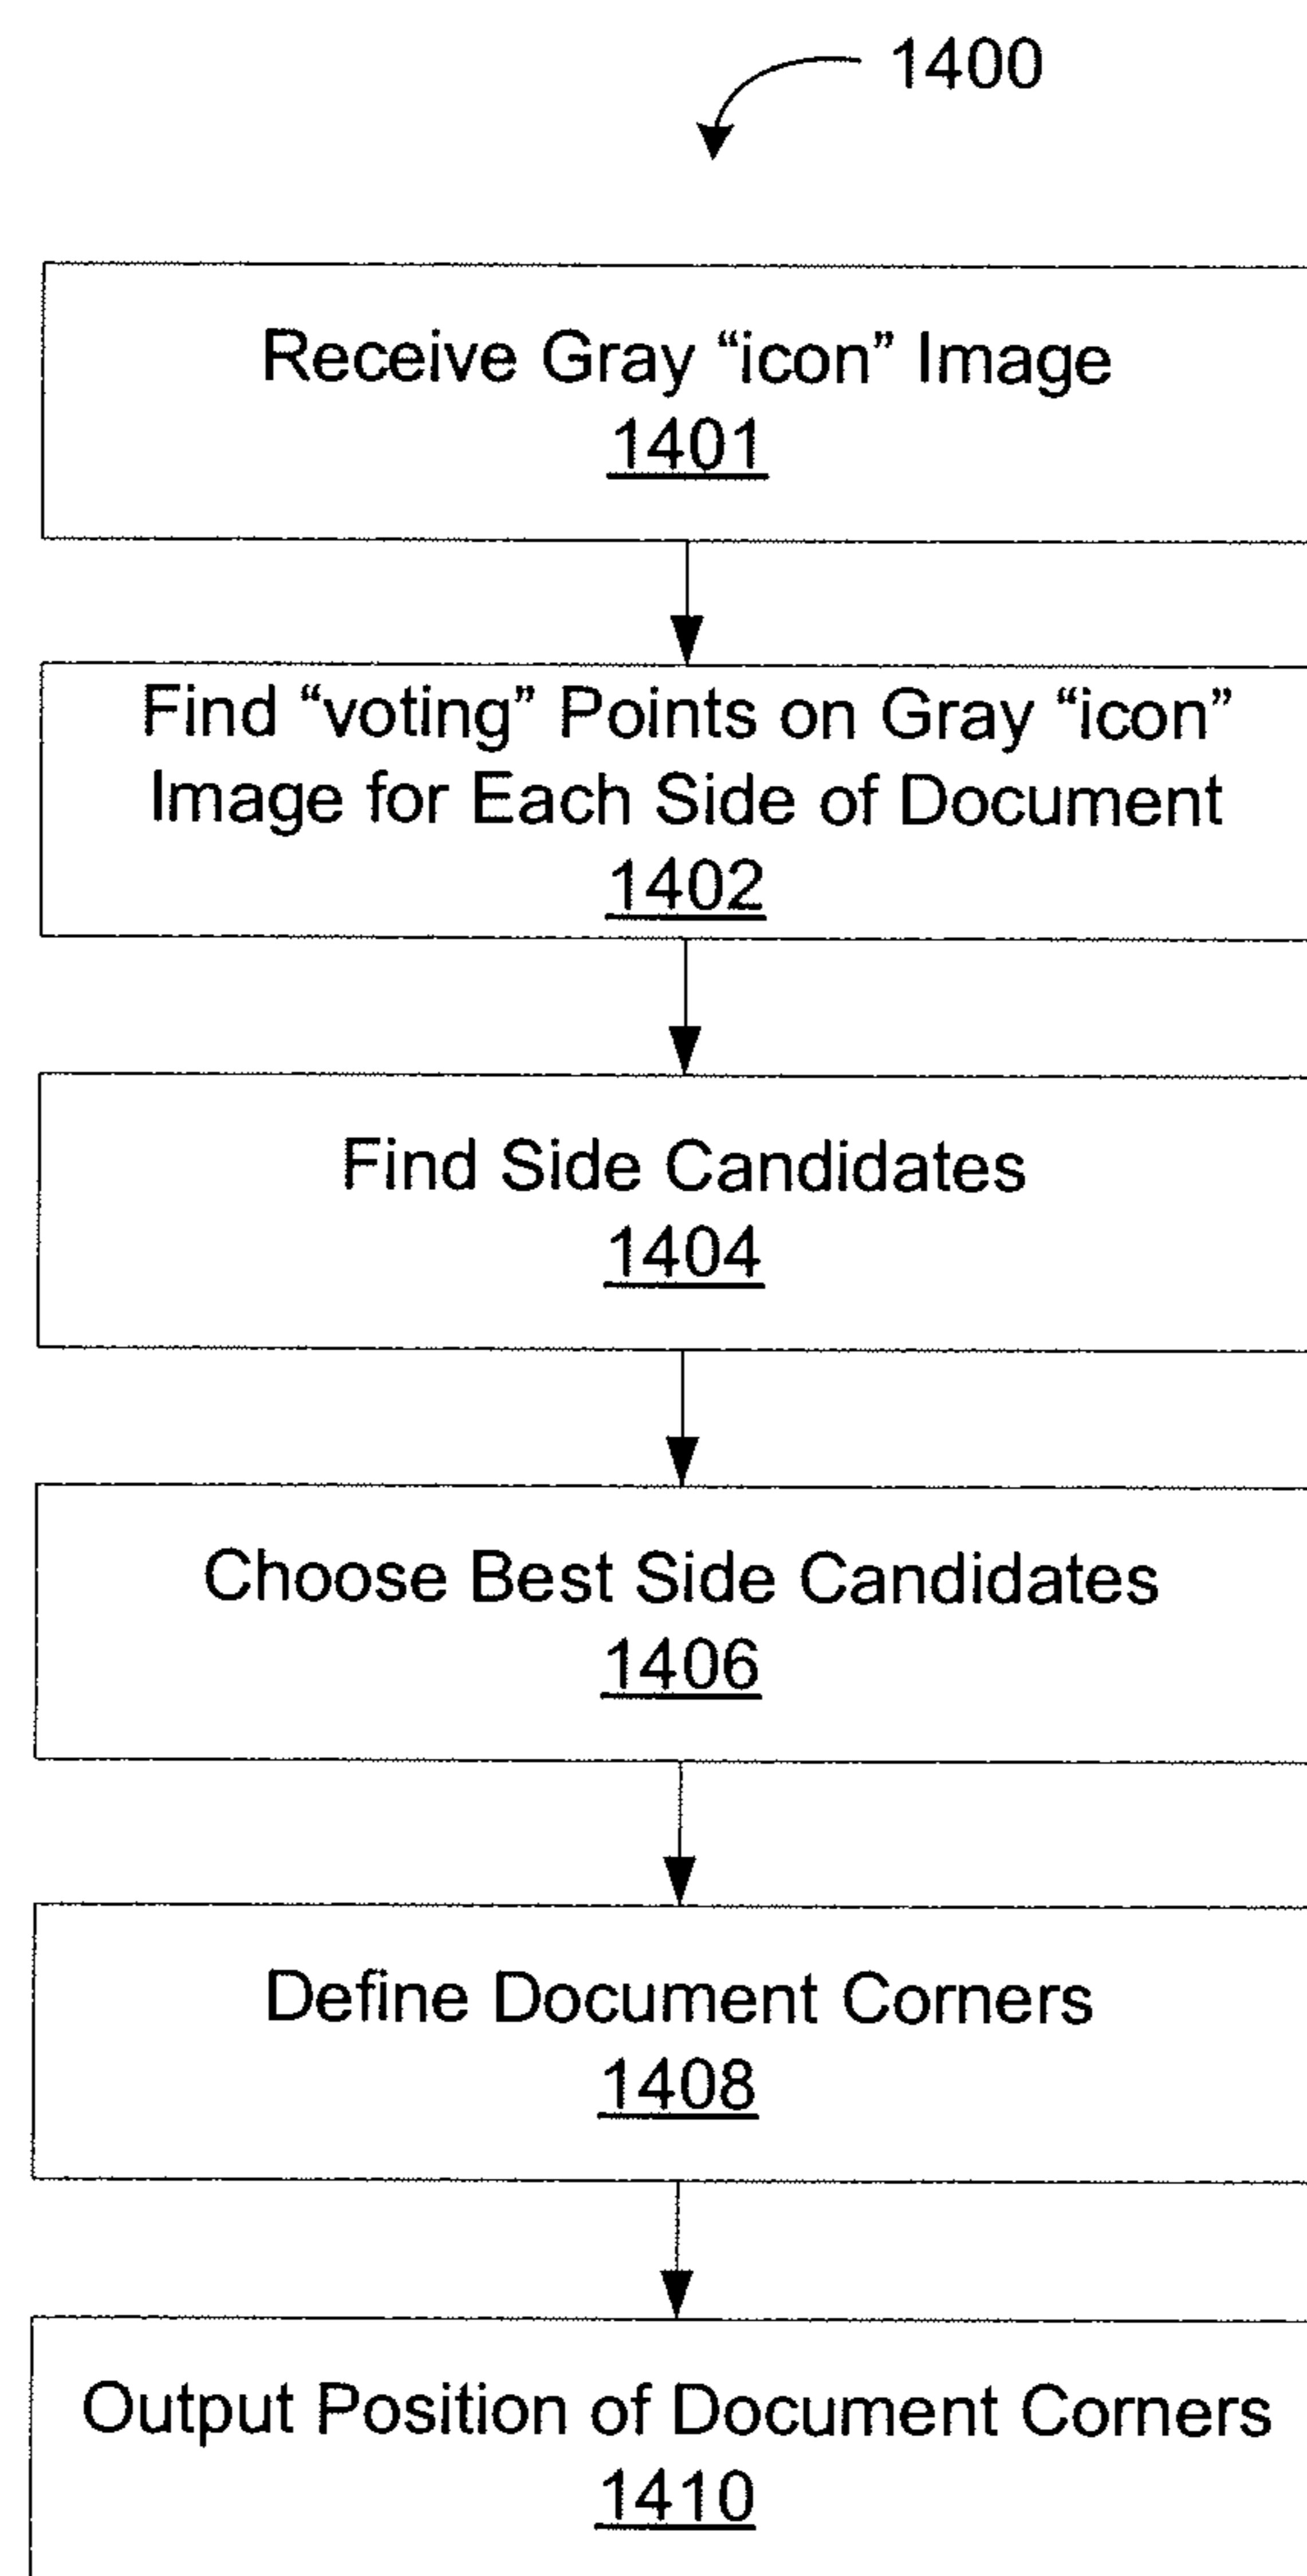 1400
Receive Gray “icon” Image
1401
Find “voting” Points on Gray “icon”
Image for Each Side of Document
1402
Find Side Candidates
1404
Choose Best Side Candidates
1406
Define Document Corners
1408
Output Position of Document Corners
1410